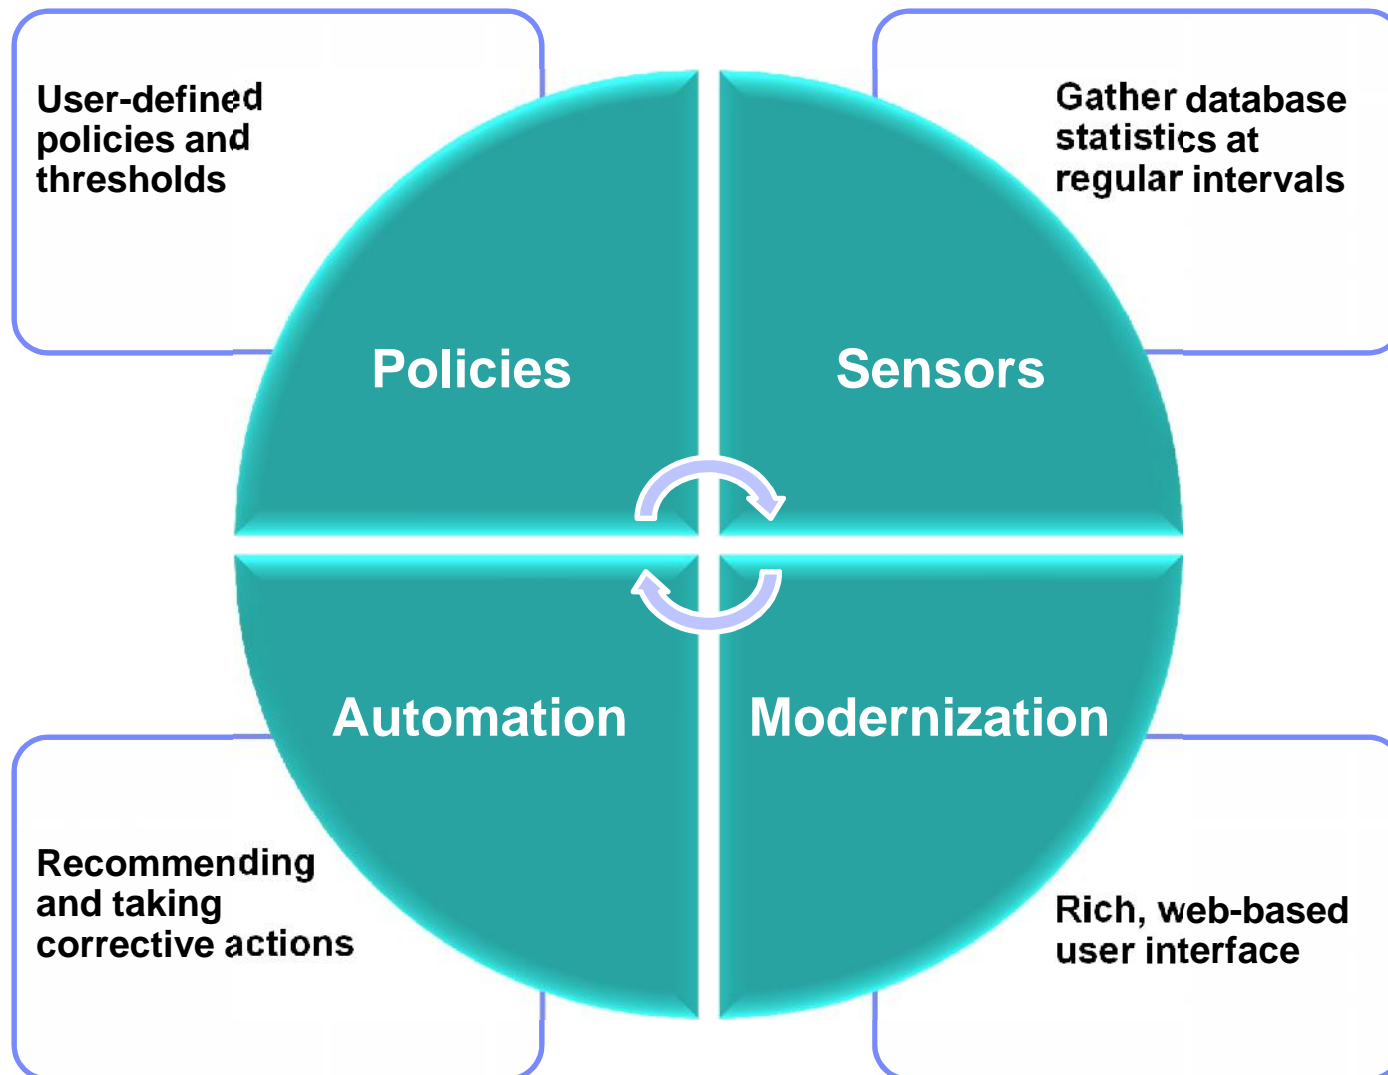 User-defined
policies and
thresholds
Gather database
statistics at
regular intervals
Policies
Sensors
Automation
Modernization
Recommending
and taking
corrective actions
Rich, web-based
user interface